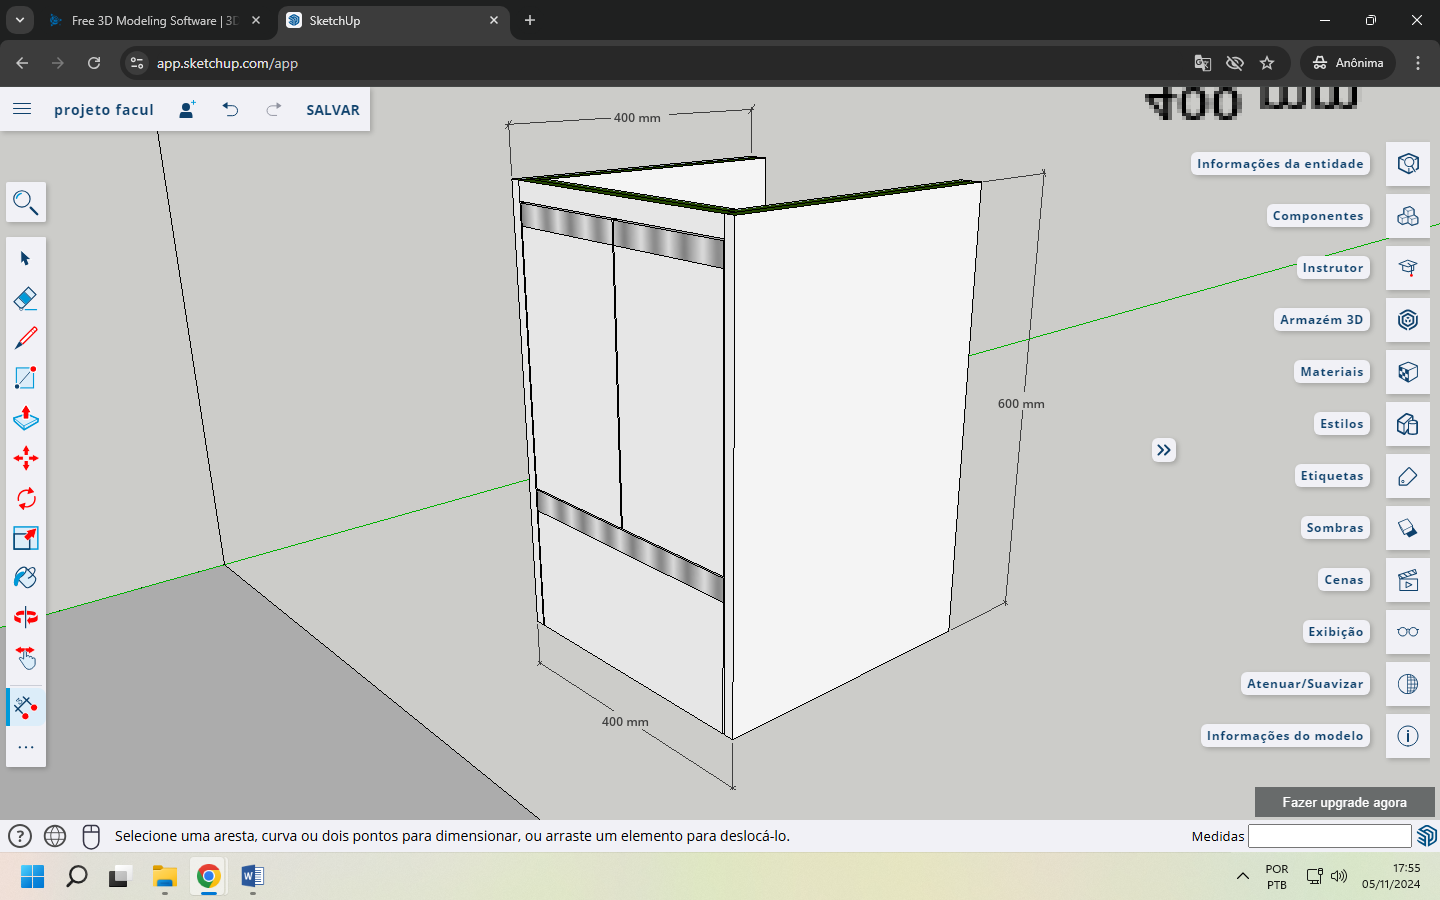 Free 3D Modeling Software | 3D
SketchUp
app.sketchup.com/app
Anônima
projeto facul
SALVAR
400 mm
400 mm
Informações da entidade
Componentes
Instrutor
Armazém 3D
Materiais
600 mm
Estilos
Etiquetas
Sombras
Cenas
Exibição
Atenuar/Suavizar
400 mm
Informações do modelo
Fazer upgrade agora
Selecione uma aresta, curva ou dois pontos para dimensionar, ou arraste um elemento para deslocá-lo.
Medidas
POR
PTB
17:55
05/11/2024